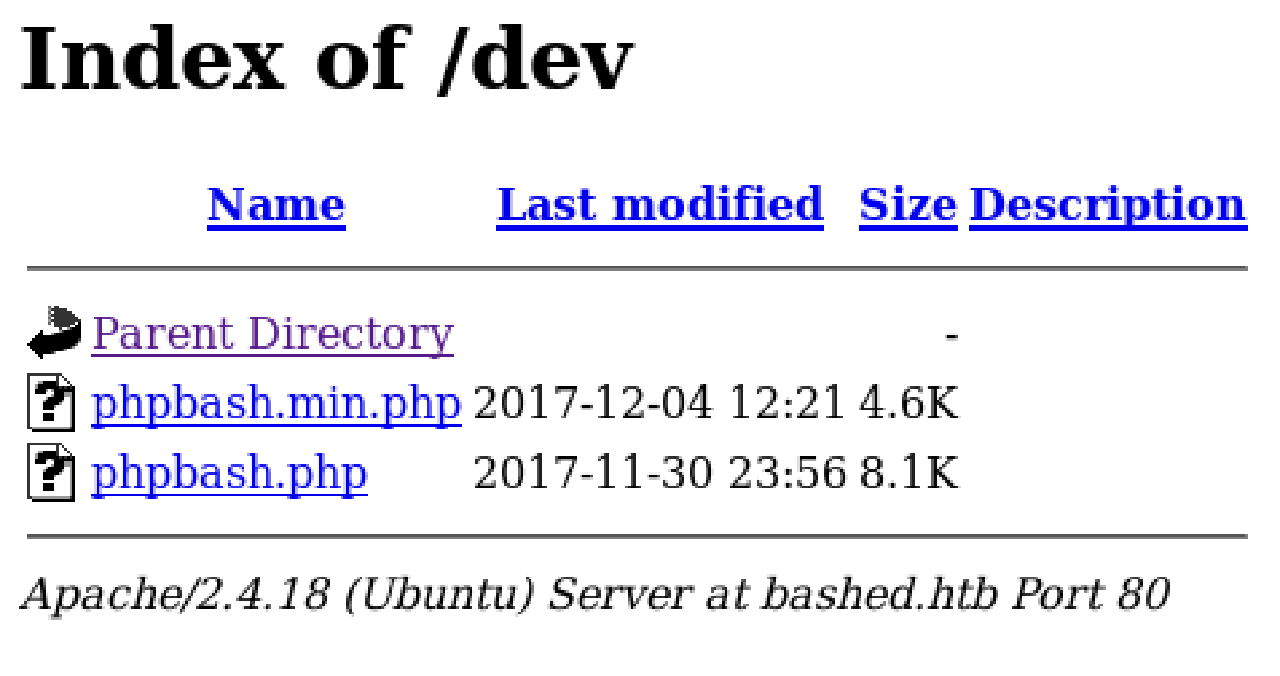 Index of /dev
Name Last modified Size Description
Parent Directory -
phpbash.min.php 2017-12-04 12:21 4.6K
phpbash.php 2017-11-30 23:56 8.1K
Apache/2.4.18 (Ubuntu) Server at bashed.htb Port 80